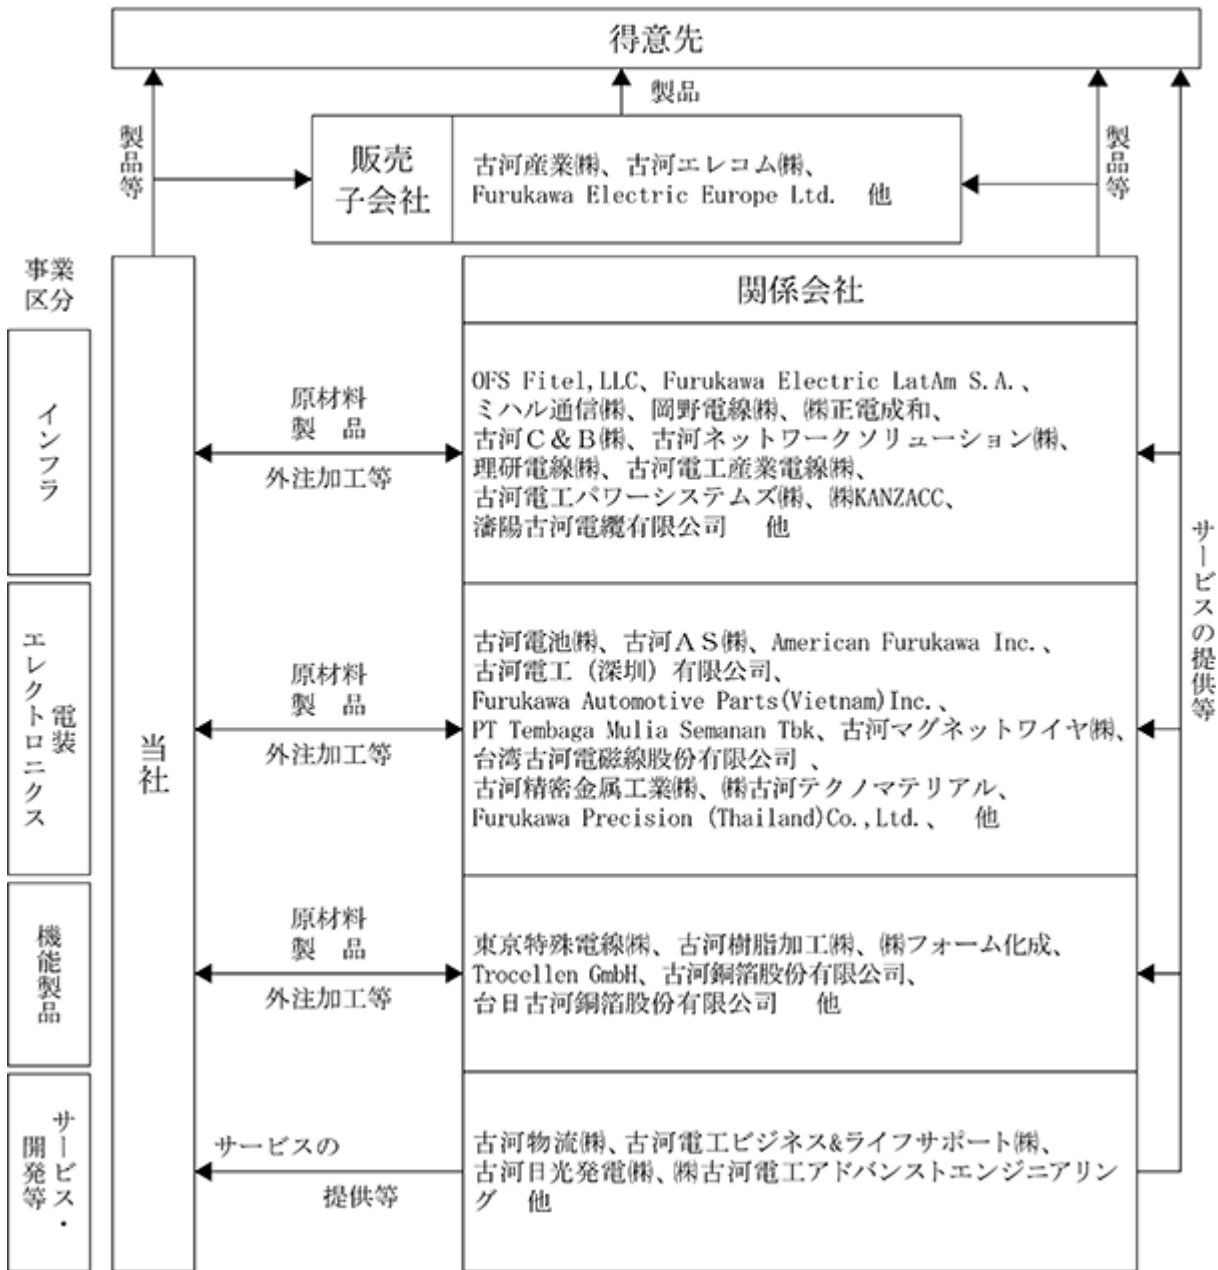 得意先
製品等
製品
製品等
販売
子会社
古河産業㈱、古河エレコム㈱、
Furukawa Electric Europe Ltd. 他
事業
区分
当社
関係会社
インフラ
原材料
製 品
外注加工等
OFS Fitel,LLC、Furukawa Electric LatAm S.A.、
ミハル通信㈱、岡野電線㈱、㈱正電成和、
古河C&B㈱、古河ネットワークソリューション㈱、
理研電線㈱、古河電工産業電線㈱、
古河電工パワーシステムズ㈱、㈱KANZACC、
瀋陽古河電纜有限公司 他
サービスの提供等
電装
エレクトロニクス
原材料
製 品
外注加工等
古河電池㈱、古河AS㈱、American Furukawa Inc.、
古河電工（深圳）有限公司、
Furukawa Automotive Parts(Vietnam)Inc.、
PT Tembaga Mulia Semanan Tbk、古河マグネットワイヤ㈱、
台湾古河電磁線股份有限公司 、
古河精密金属工業㈱、㈱古河テクノマテリアル、
Furukawa Precision (Thailand)Co.,Ltd.、 他
機能製品
原材料
製 品
外注加工等
東京特殊電線㈱、古河樹脂加工㈱、㈱フォーム化成、
Trocellen GmbH、古河銅箔股份有限公司、
台日古河銅箔股份有限公司 他
サービス・
開発等
サービスの
提供等
古河物流㈱、古河電工ビジネス&ライフサポート㈱、
古河日光発電㈱、㈱古河電工アドバンストエンジニアリン
グ 他